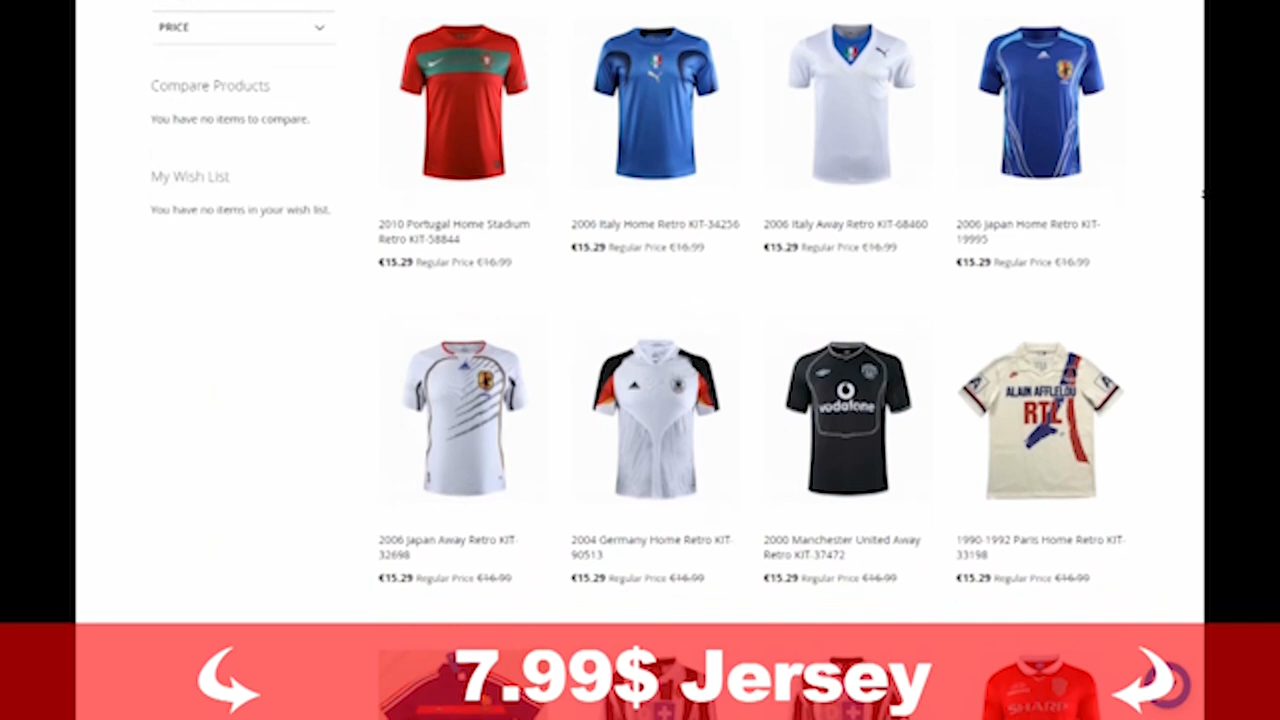 PRICE
Compare Products
You have no items to compare.
My Wish List
You have no items in your wish list.
2010 Portugal Home Stadium
Retro KIT-58844
€15.29 Regular Price €16.99
2006 Italy Home Retro KIT-34256
€15.29 Regular Price €16.99
2006 Italy Away Retro KIT-68460
€15.29 Regular Price €16.99
2006 Japan Home Retro KIT-
19995
€15.29 Regular Price €16.99
vodafone
ALAIN AFFLELOU
RTL
2006 Japan Away Retro KIT-
32698
€15.29 Regular Price €16.99
2004 Germany Home Retro KIT-
90513
€15.29 Regular Price €16.99
2000 Manchester United Away
Retro KIT-37472
€15.29 Regular Price €16.99
1990-1992 Paris Home Retro KIT-
33198
€15.29 Regular Price €16.99
7.99$ Jersey
SHARP